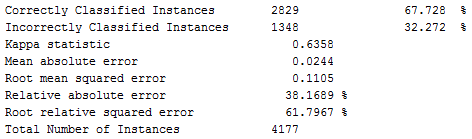 Correctly Classified Instances 2829 67.728 %
Incorrectly Classified Instances 1348 32.272 %
Kappa statistic 0.6358
Mean absolute error 0.0244
Root mean squared error 0.1105
Relative absolute error 38.1689 %
Root relative squared error 61.7967 %
Total Number of Instances 4177